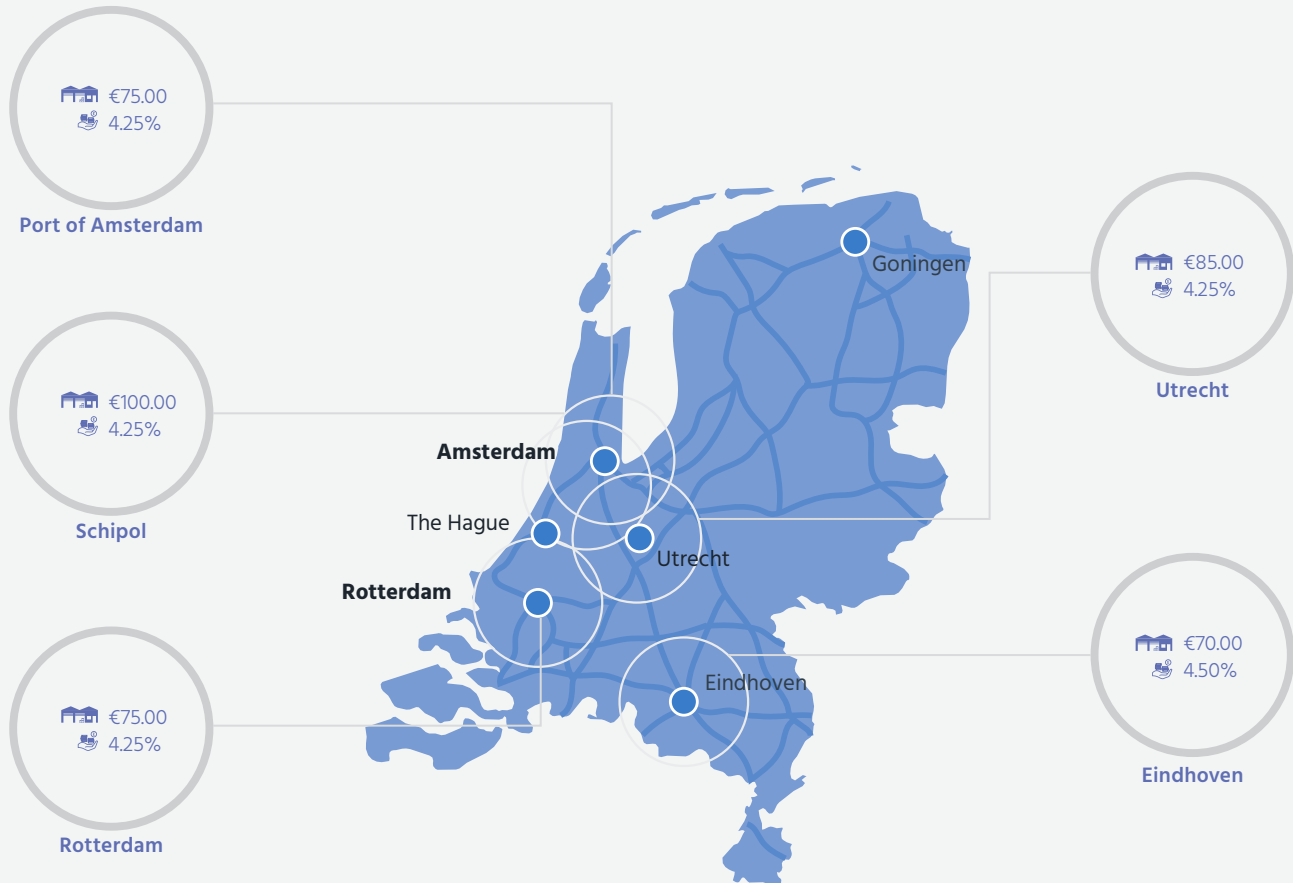 €75.00
4.25%
Port of Amsterdam
€100.00
4.25%
Schipol
€75.00
4.25%
Rotterdam
Goningen
Amsterdam
The Hague
Utrecht
Rotterdam
Eindhoven
€85.00
4.25%
Utrecht
€70.00
4.50%
Eindhoven